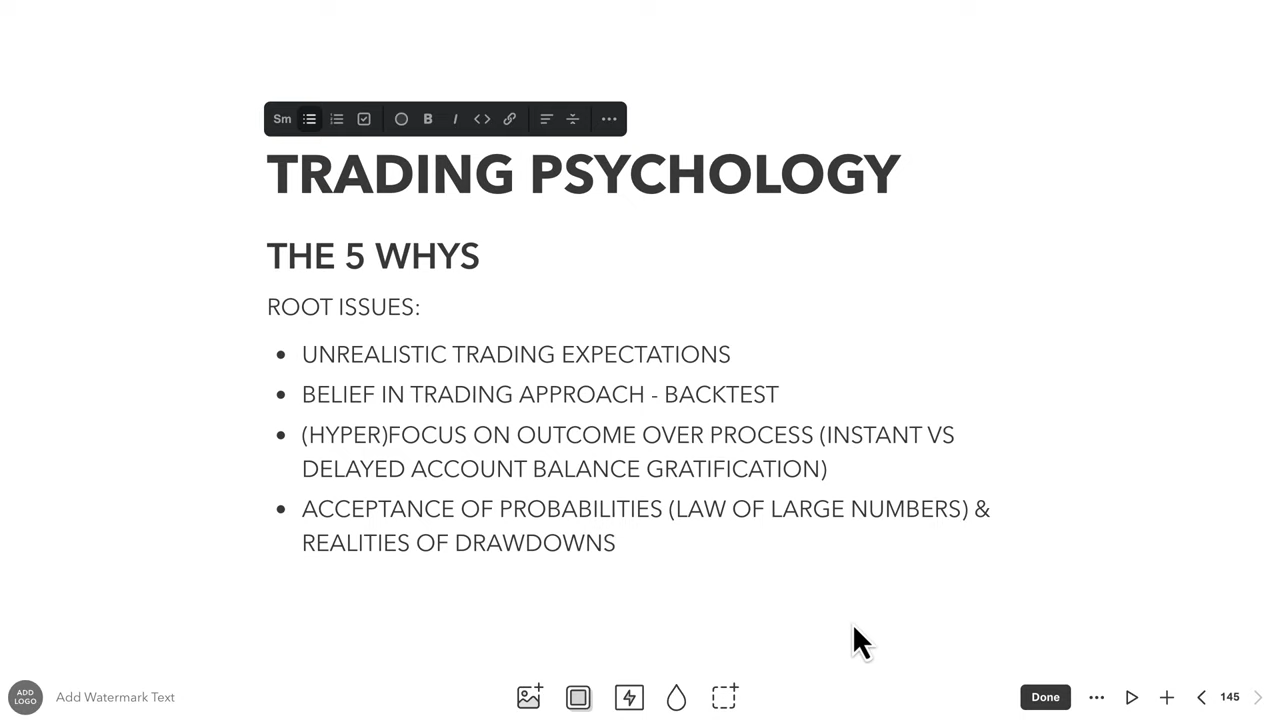 Sm B I <>
TRADING PSYCHOLOGY
THE 5 WHYS
ROOT ISSUES:
• UNREALISTIC TRADING EXPECTATIONS
• BELIEF IN TRADING APPROACH - BACKTEST
• (HYPER)FOCUS ON OUTCOME OVER PROCESS (INSTANT VS
DELAYED ACCOUNT BALANCE GRATIFICATION)
• ACCEPTANCE OF PROBABILITIES (LAW OF LARGE NUMBERS) &
REALITIES OF DRAWDOWNS
ADD
LOGO
Add Watermark Text
Done
145